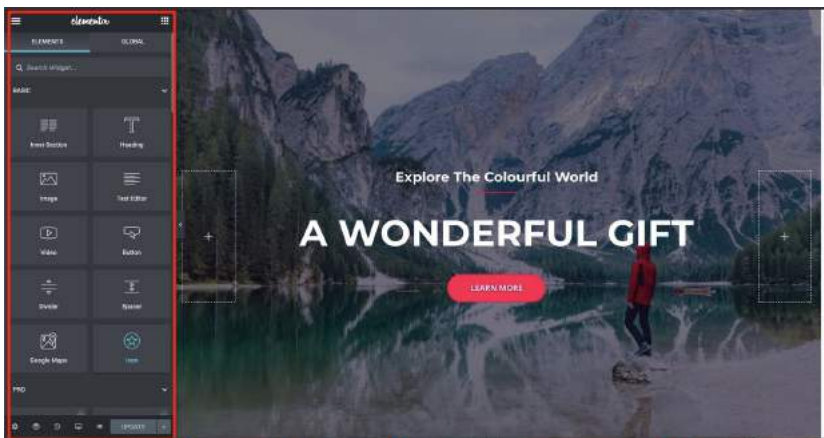 elementor
ELEMENTS GLOBAL
Search Widget...
BASIC
Inner Section Heading
Image Text Editor
Video Button
Divider Spacer
Google Maps Icon
PRO
UPDATE
Explore The Colourful World
A WONDERFUL GIFT
LEARN MORE